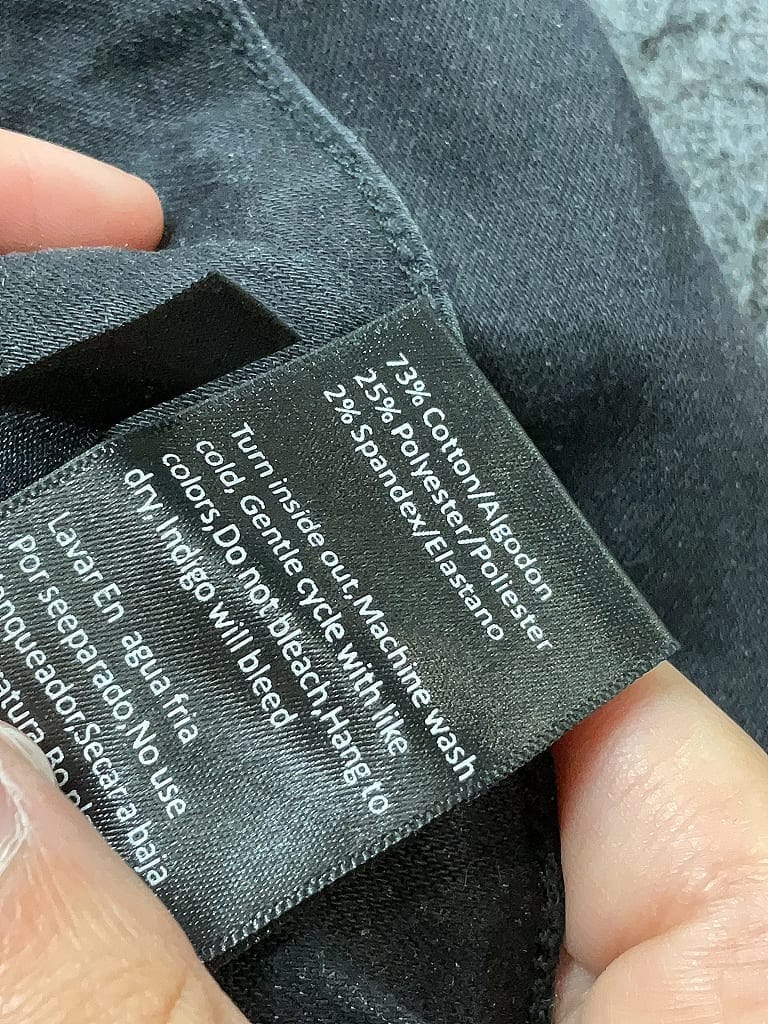 73% Cotton/Algodon
25% Polyester/Poliester
2% Spandex/Elastano
Turn inside out,Machine wash
cold, Gentle cycle with like
colors,Do not bleach,Hang to
dry Indigo will bleed
Lavar En agua fria
Por seeparado,No use
Secar a baja